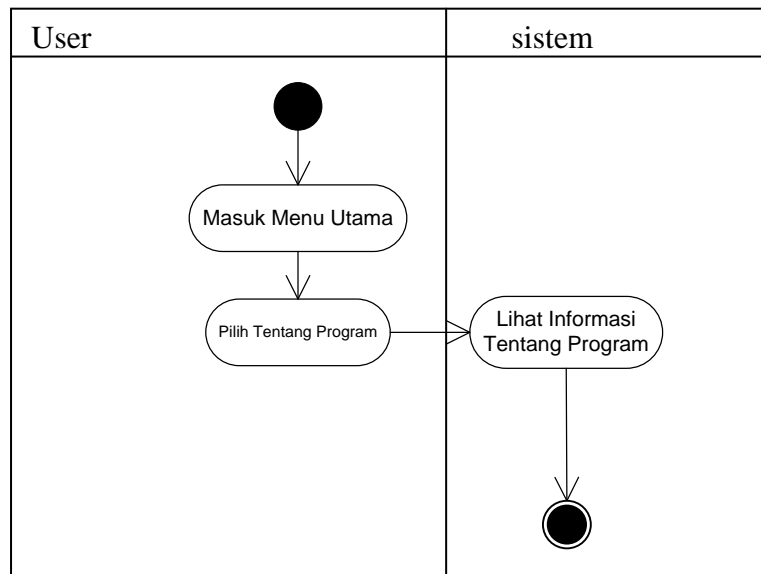 User
sistem
Masuk Menu Utama
Pilih Tentang Program
Lihat Informasi
Tentang Program